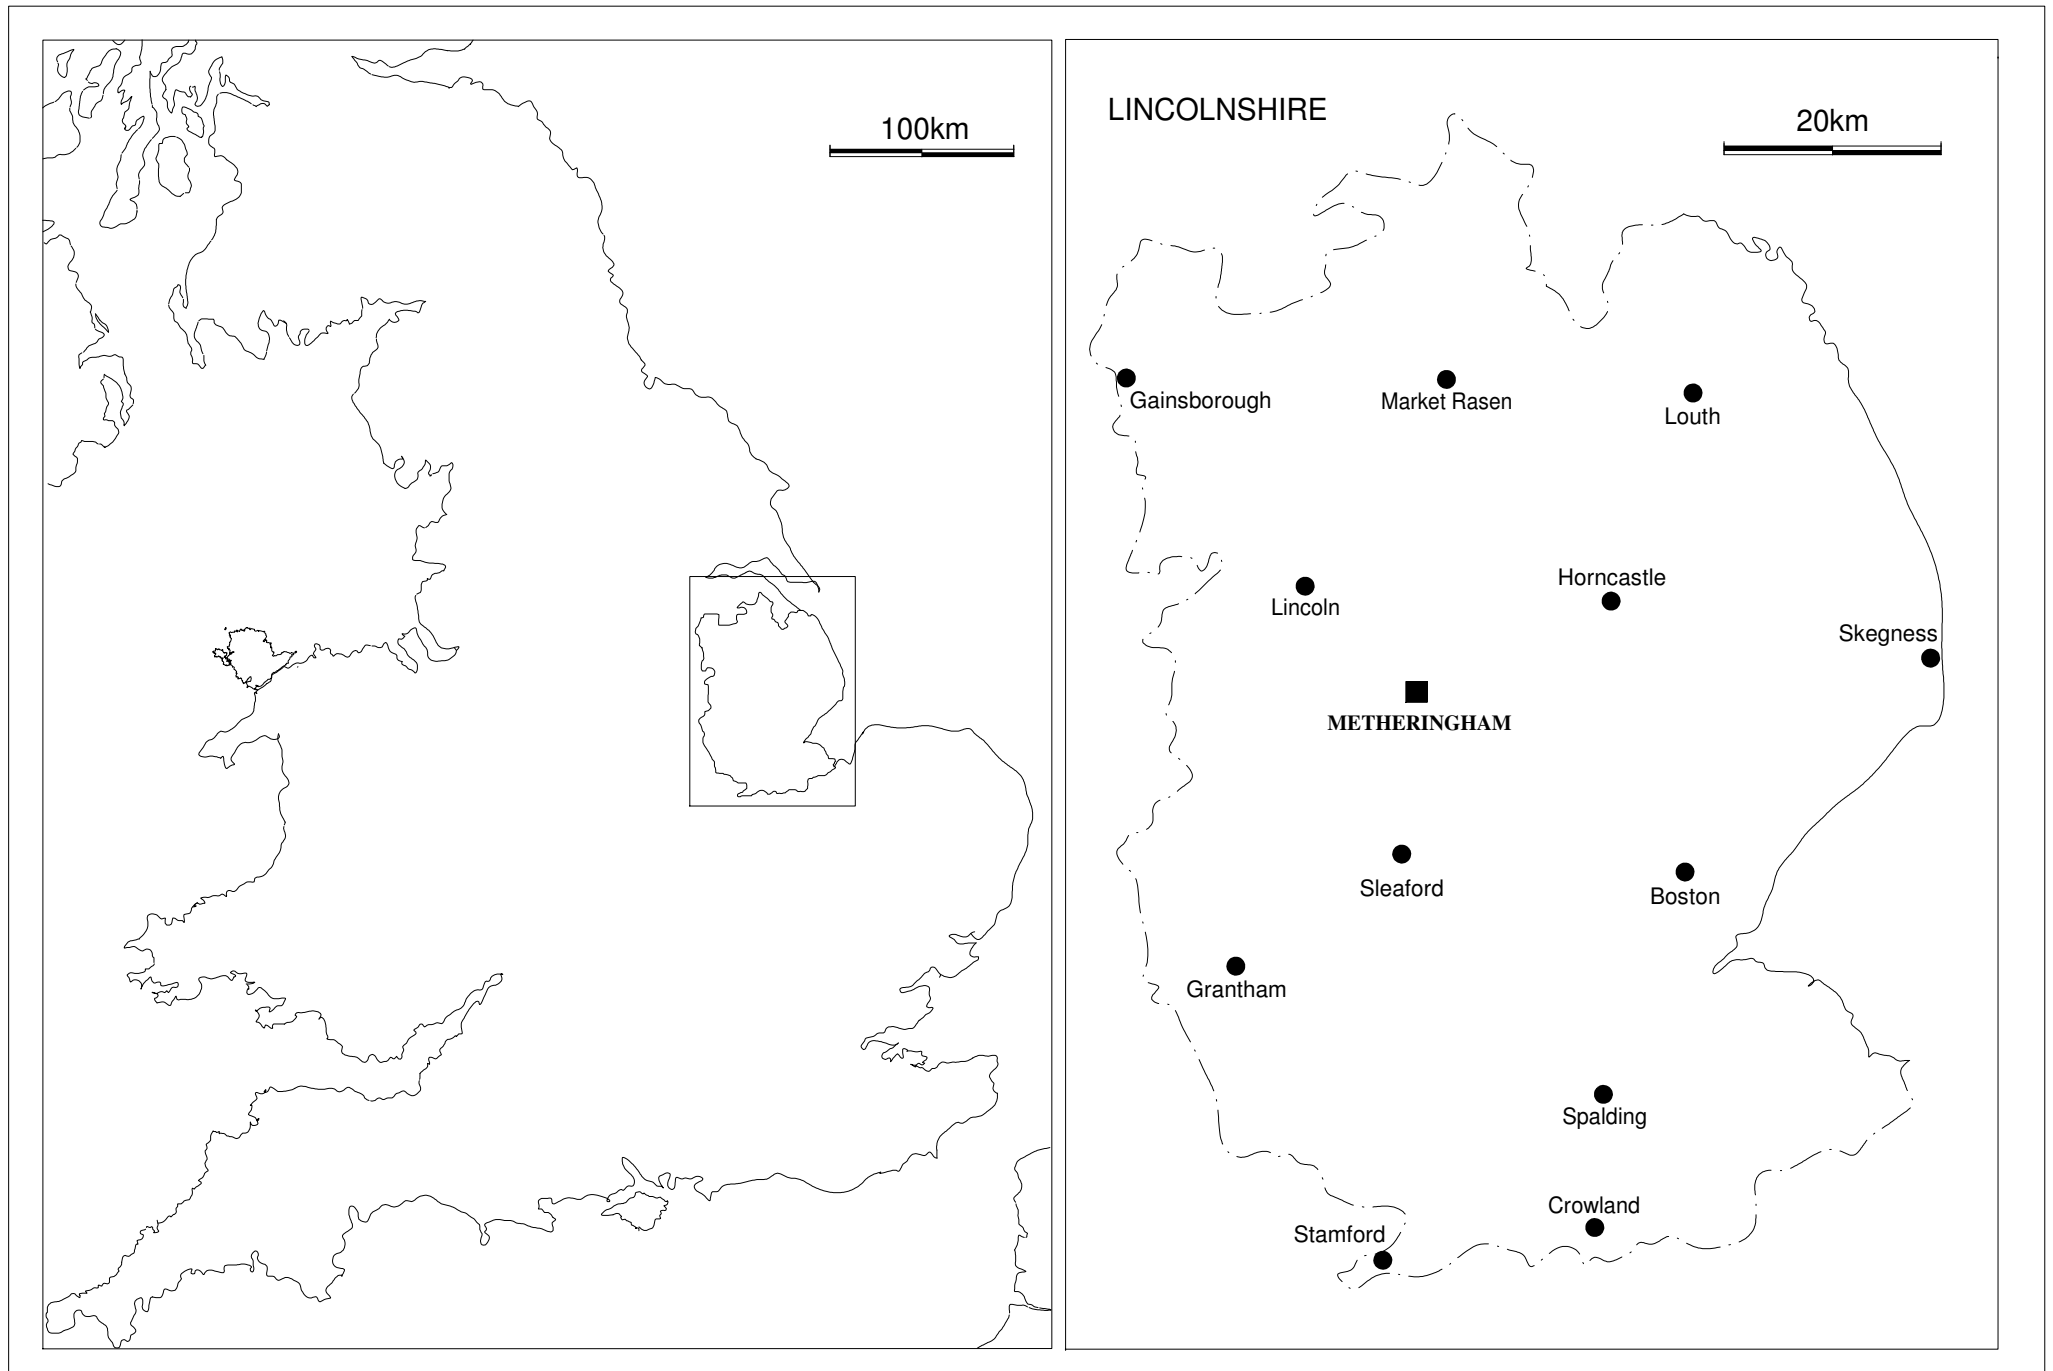 100km
LINCOLNSHIRE
20km
Gainsborough
Market Rasen
Louth
Lincoln
Horncastle
Skegness
METHERINGHAM
Sleaford
Boston
Grantham
Spalding
Crowland
Stamford